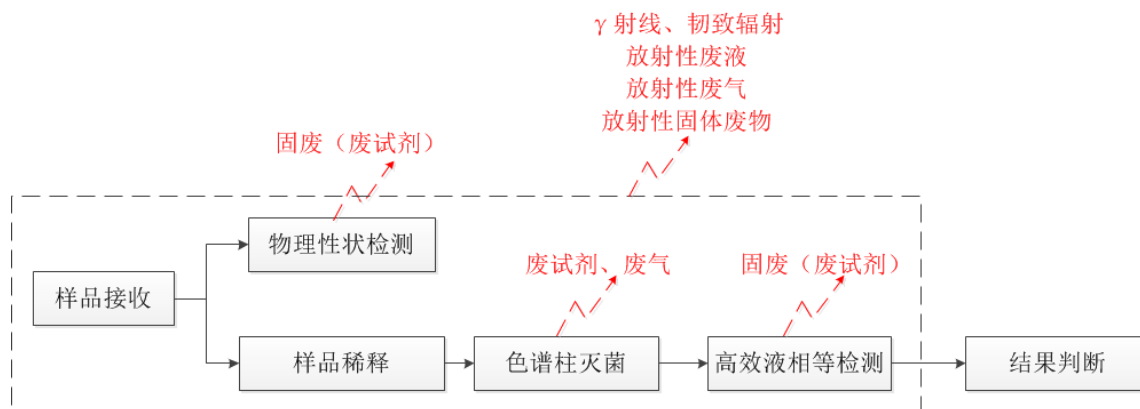 γ射线、韧致辐射
放射性废液
放射性废气
放射性固体废物
固废（废试剂）
物理性状检测
废试剂、废气
固废（废试剂）
样品接收
样品稀释
色谱柱灭菌
高效液相等检测
结果判断